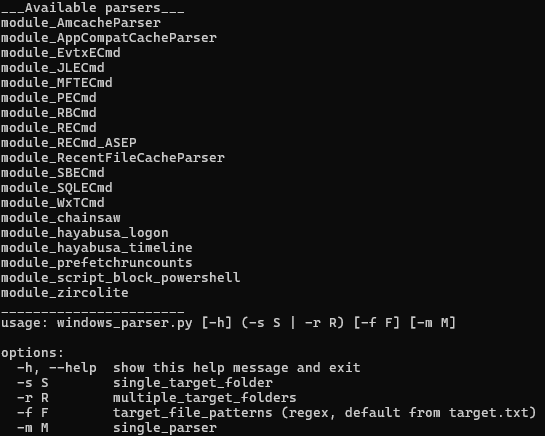 ___Available parsers___
module_AmcacheParser
module_AppCompatCacheParser
module_EvtxECmd
module_JLECmd
module_MFTECmd
module_PECmd
module_RBCmd
module_RECmd
module_RECmd_ASEP
module_RecentFileCacheParser
module_SBECmd
module_SQLECmd
module_WxTCmd
module_chainsaw
module_hayabusa_logon
module_hayabusa_timeline
module_prefetchruncounts
module_script_block_powershell
module_zircolite
_______________________
usage: windows_parser.py [-h] (-s S | -r R) [-f F] [-m M]

options:
  -h, --help  show this help message and exit
  -s S        single_target_folder
  -r R        multiple_target_folders
  -f F        target_file_patterns (regex, default from target.txt)
  -m M        single_parser